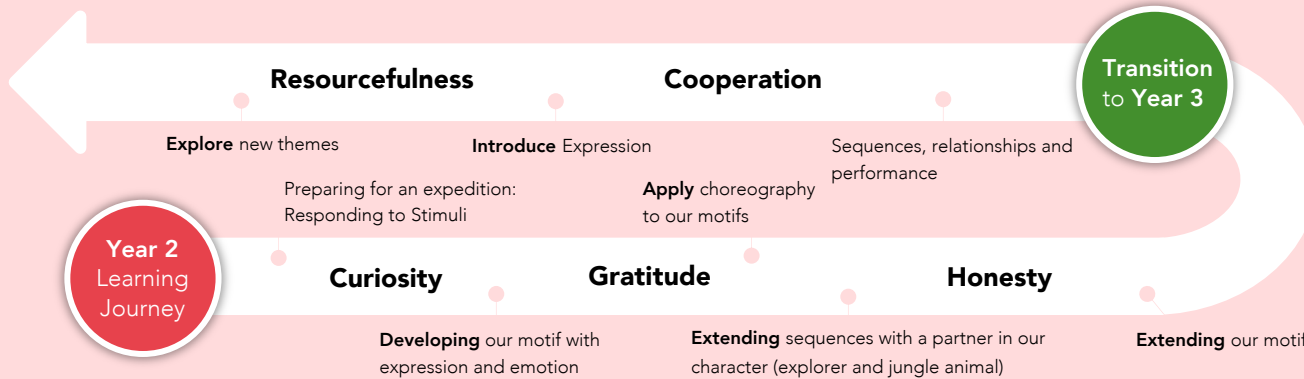 Resourcefulness
Cooperation
Transition
to Year 3
Explore new themes
Introduce Expression
Sequences, relationships and
performance
Preparing for an expedition:
Responding to Stimuli
Apply choreography
to our motifs
Year 2
Learning
Journey
Curiosity
Gratitude
Honesty
Developing our motif with
expression and emotion
Extending sequences with a partner in our
character (explorer and jungle animal)
Extending our motif